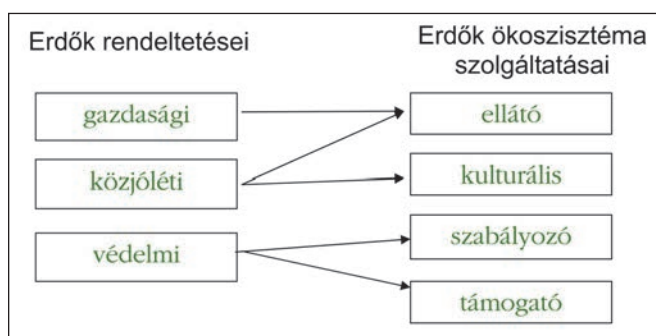 Erdők rendeltetései
gazdasági
közjóléti
védelmi
Erdők ökoszisztéma
szolgáltatásai
ellátó
kulturális
szabályozó
támogató